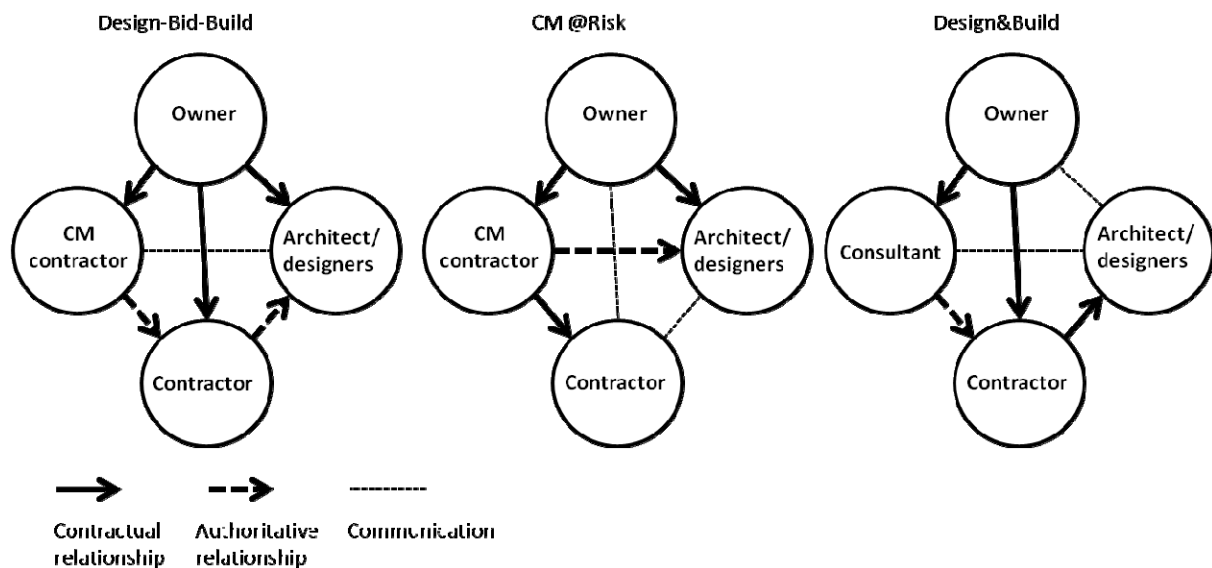 Design-Bid-Build
Owner
CM
contractor
Architect/
designers
Contractor
CM @Risk
Owner
CM
contractor
Architect/
designers
Contractor
Design&Build
Owner
Consultant
Architect/
designers
Contractor
Contractual
relationship
Authoritative
relationship
Communication